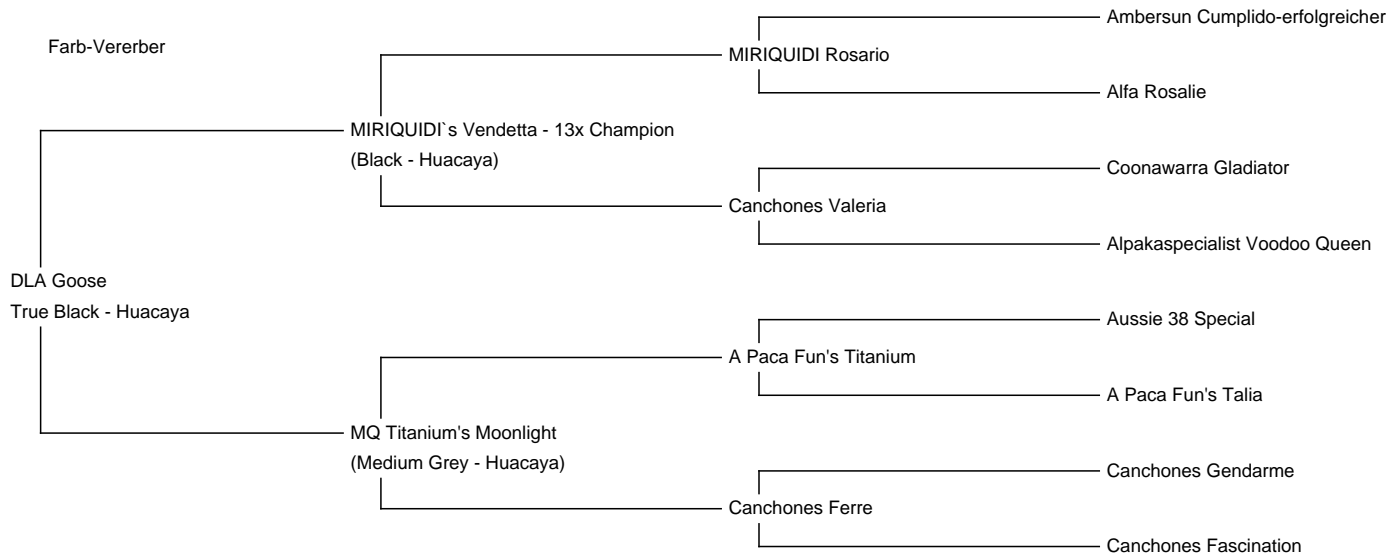 Ambersun Cumplido-erfolgreicher
Farb-Vererber
MIRIQUIDI Rosario
Alfa Rosalie
MIRIQUIDI`s Vendetta - 13x Champion
(Black - Huacaya)
Coonawarra Gladiator
Canchones Valeria
Alpakaspecialist Voodoo Queen
DLA Goose
True Black - Huacaya
Aussie 38 Special
A Paca Fun's Titanium
A Paca Fun's Talia
MQ Titanium's Moonlight
(Medium Grey - Huacaya)
Canchones Gendarme
Canchones Ferre
Canchones Fascination